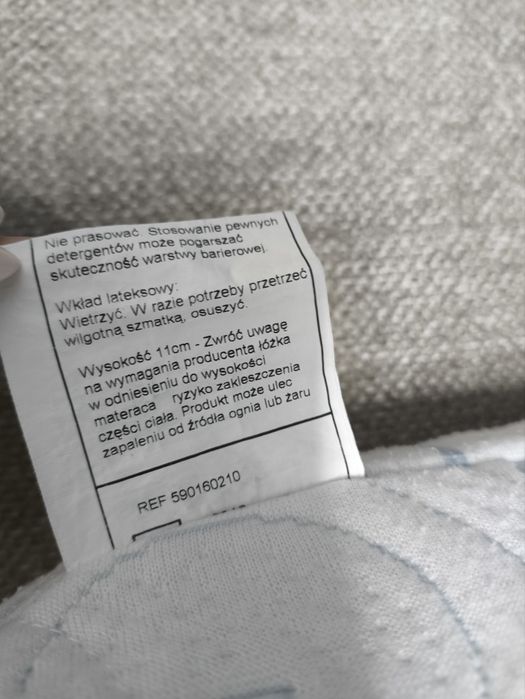 Nie prasować. Stosowanie pewnych
detergentów może pogarszać
skuteczność warstwy barierowej.
Wkład lateksowy:
Wietrzyć. W razie potrzeby przetrzeć
wilgotną szmatką, osuszyć.
Wysokość 11cm - Zwróć uwagę
na wymagania producenta łóżka
w odniesieniu do wysokości
materaca ryzyko zakleszczenia
części ciała. Produkt może ulec
zapaleniu od źródła ognia lub żaru
REF 590160210